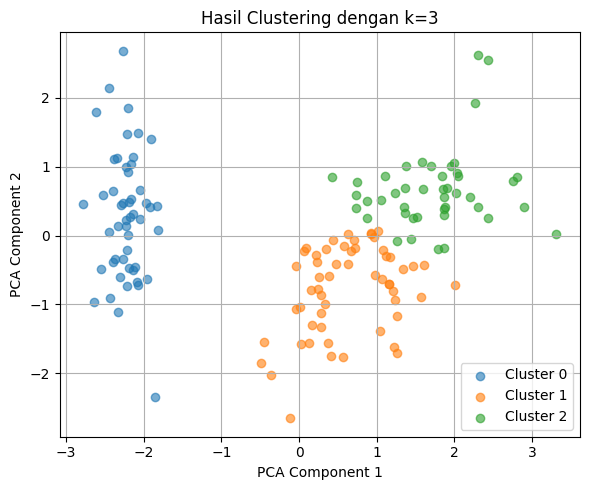 Hasil Clustering dengan k=3
PCA Component 2
2
1
0
−1
−2
−3
−2
−1
0
1
2
3
PCA Component 1
Cluster 0
Cluster 1
Cluster 2